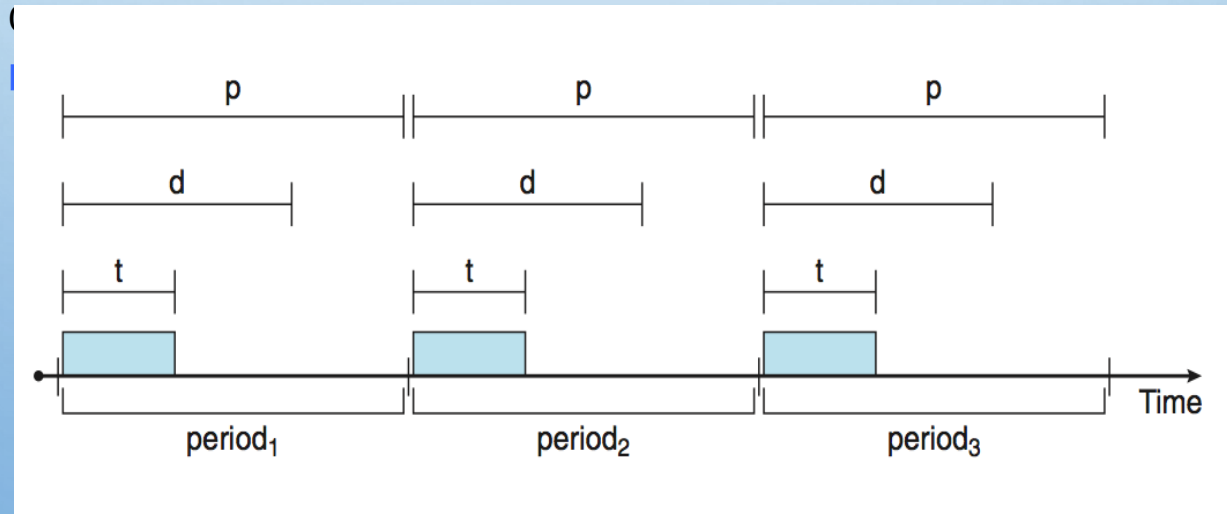 p p p
d d d
t t t
Time
period₁ period₂ period₃